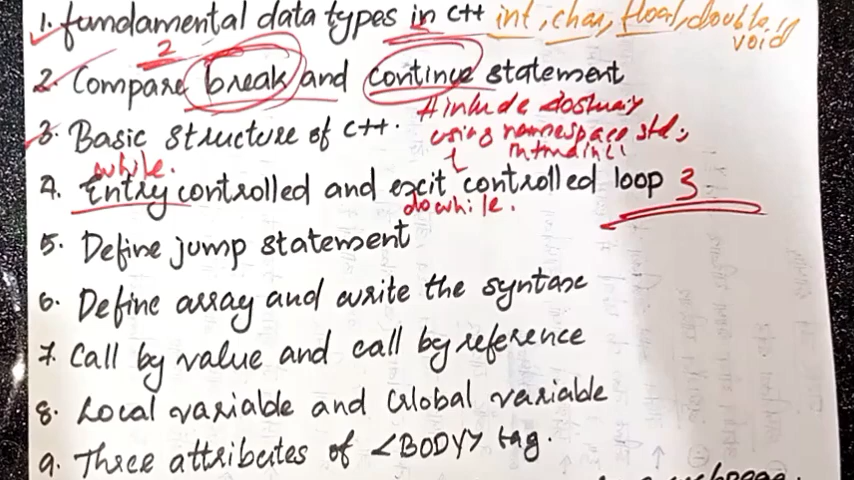 1. fundamental data types in C++ int, char, float, double,
void
2
2
2. Compare break and continue statement
#include
3. Basic structure of C++.
using namespace std;
{
while.
4. Entry controlled and excit controlled loop 3
do while.
5. Define jump statement
6. Define array and write the syntase
7. Call by value and call by reference
8. Local variable and Global variable
9. Three attributes of <BODY> tag.